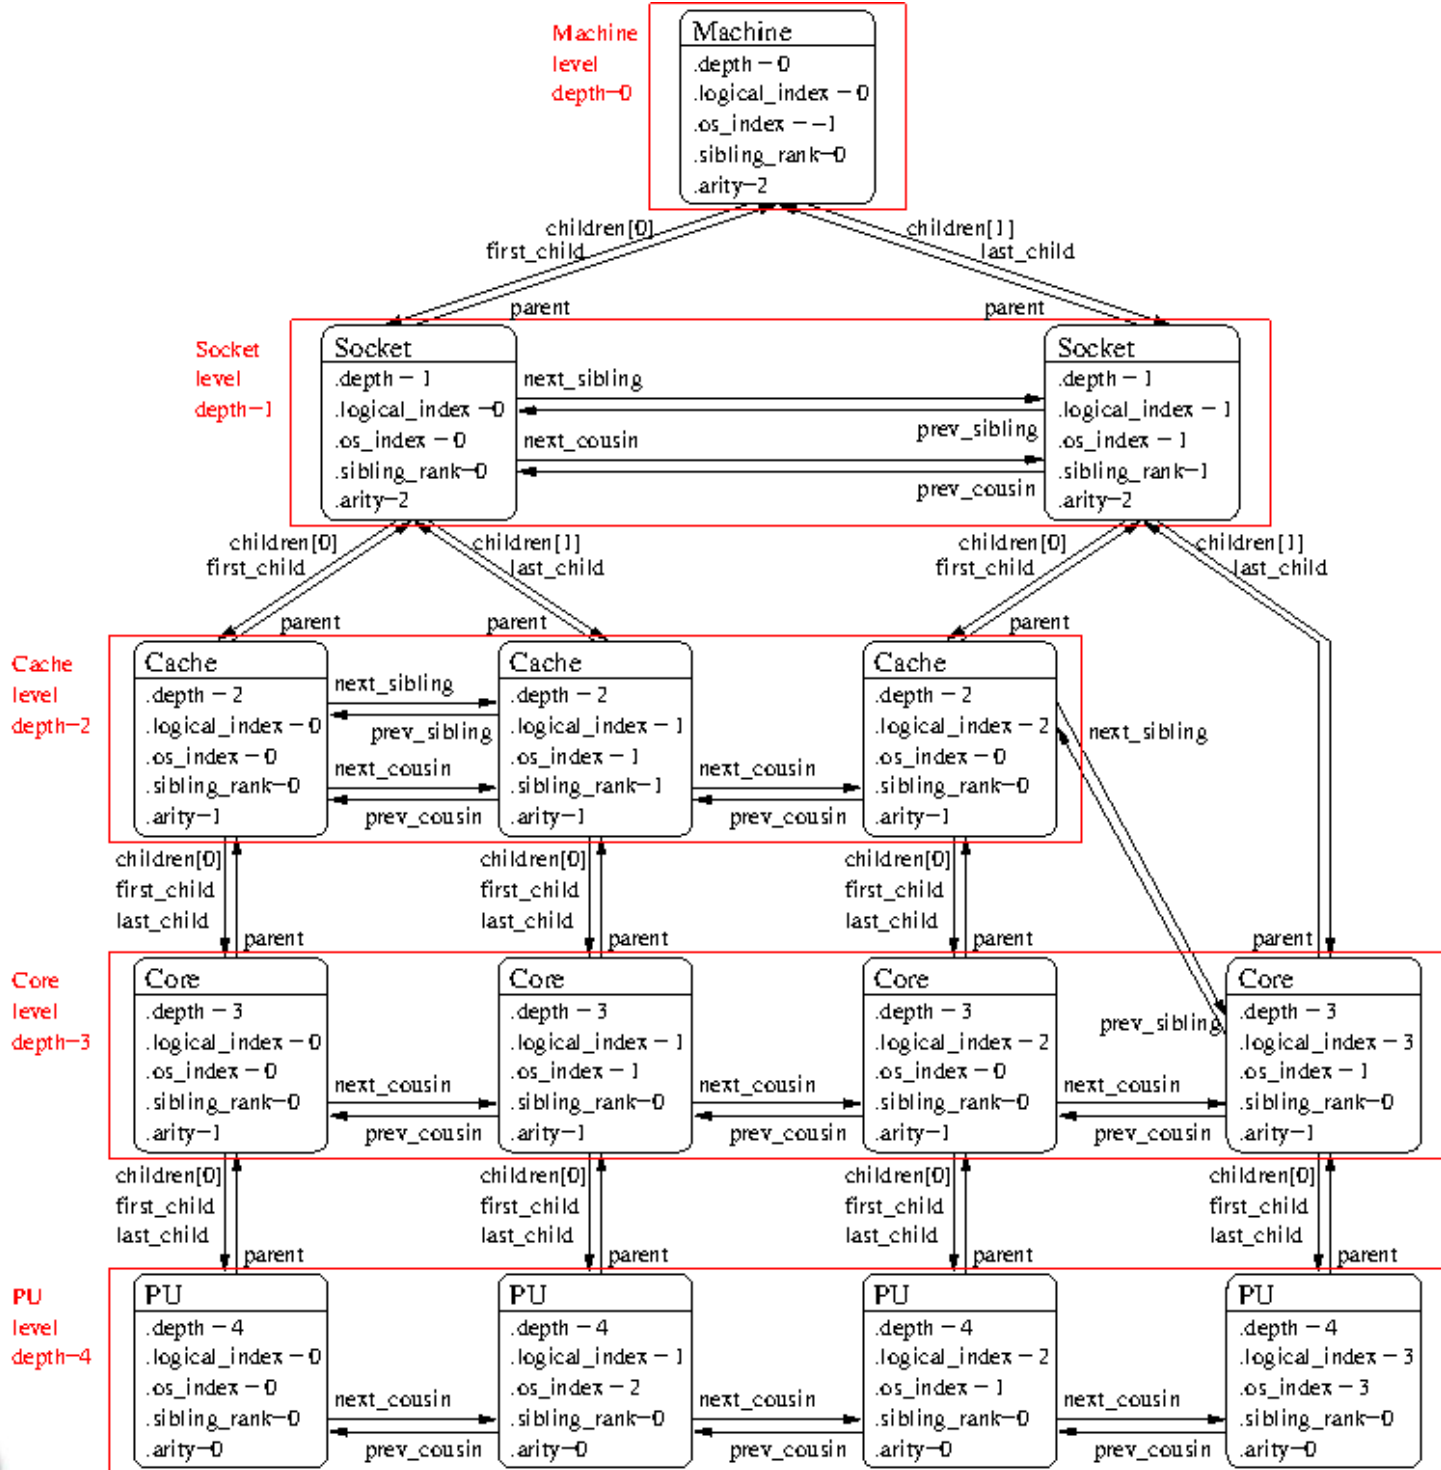 Machine
level
depth=0
Machine
.depth = 0
.logical_index = 0
.os_index = -1
.sibling_rank=0
.arity=2
children[0]
first_child
children[1]
last_child
parent
parent
Socket
level
depth=1
Socket
.depth = 1
.logical_index =0
.os_index = 0
.sibling_rank=0
.arity=2
next_sibling
prev_sibling
next_cousin
prev_cousin
Socket
.depth = 1
.logical_index = 1
.os_index = 1
.sibling_rank=1
.arity=2
children[0]
first_child
children[1]
last_child
children[0]
first_child
children[1]
last_child
parent
parent
parent
Cache
level
depth=2
Cache
.depth = 2
.logical_index = 0
.os_index = 0
.sibling_rank=0
.arity=1
next_sibling
prev_sibling
next_cousin
prev_cousin
Cache
.depth = 2
.logical_index = 1
.os_index = 1
.sibling_rank=1
.arity=1
next_cousin
prev_cousin
Cache
.depth = 2
.logical_index = 2
.os_index = 0
.sibling_rank=0
.arity=1
next_sibling
children[0]
first_child
last_child
parent
children[0]
first_child
last_child
parent
children[0]
first_child
last_child
parent
parent
Core
level
depth=3
Core
.depth = 3
.logical_index = 0
.os_index = 0
.sibling_rank=0
.arity=1
next_cousin
prev_cousin
Core
.depth = 3
.logical_index = 1
.os_index = 1
.sibling_rank=0
.arity=1
next_cousin
prev_cousin
Core
.depth = 3
.logical_index = 2
.os_index = 0
.sibling_rank=0
.arity=1
prev_sibling
next_cousin
prev_cousin
Core
.depth = 3
.logical_index = 3
.os_index = 1
.sibling_rank=0
.arity=1
children[0]
first_child
last_child
parent
children[0]
first_child
last_child
parent
children[0]
first_child
last_child
parent
children[0]
first_child
last_child
parent
PU
level
depth=4
PU
.depth = 4
.logical_index = 0
.os_index = 0
.sibling_rank=0
.arity=0
next_cousin
prev_cousin
PU
.depth = 4
.logical_index = 1
.os_index = 2
.sibling_rank=0
.arity=0
next_cousin
prev_cousin
PU
.depth = 4
.logical_index = 2
.os_index = 1
.sibling_rank=0
.arity=0
next_cousin
prev_cousin
PU
.depth = 4
.logical_index = 3
.os_index = 3
.sibling_rank=0
.arity=0